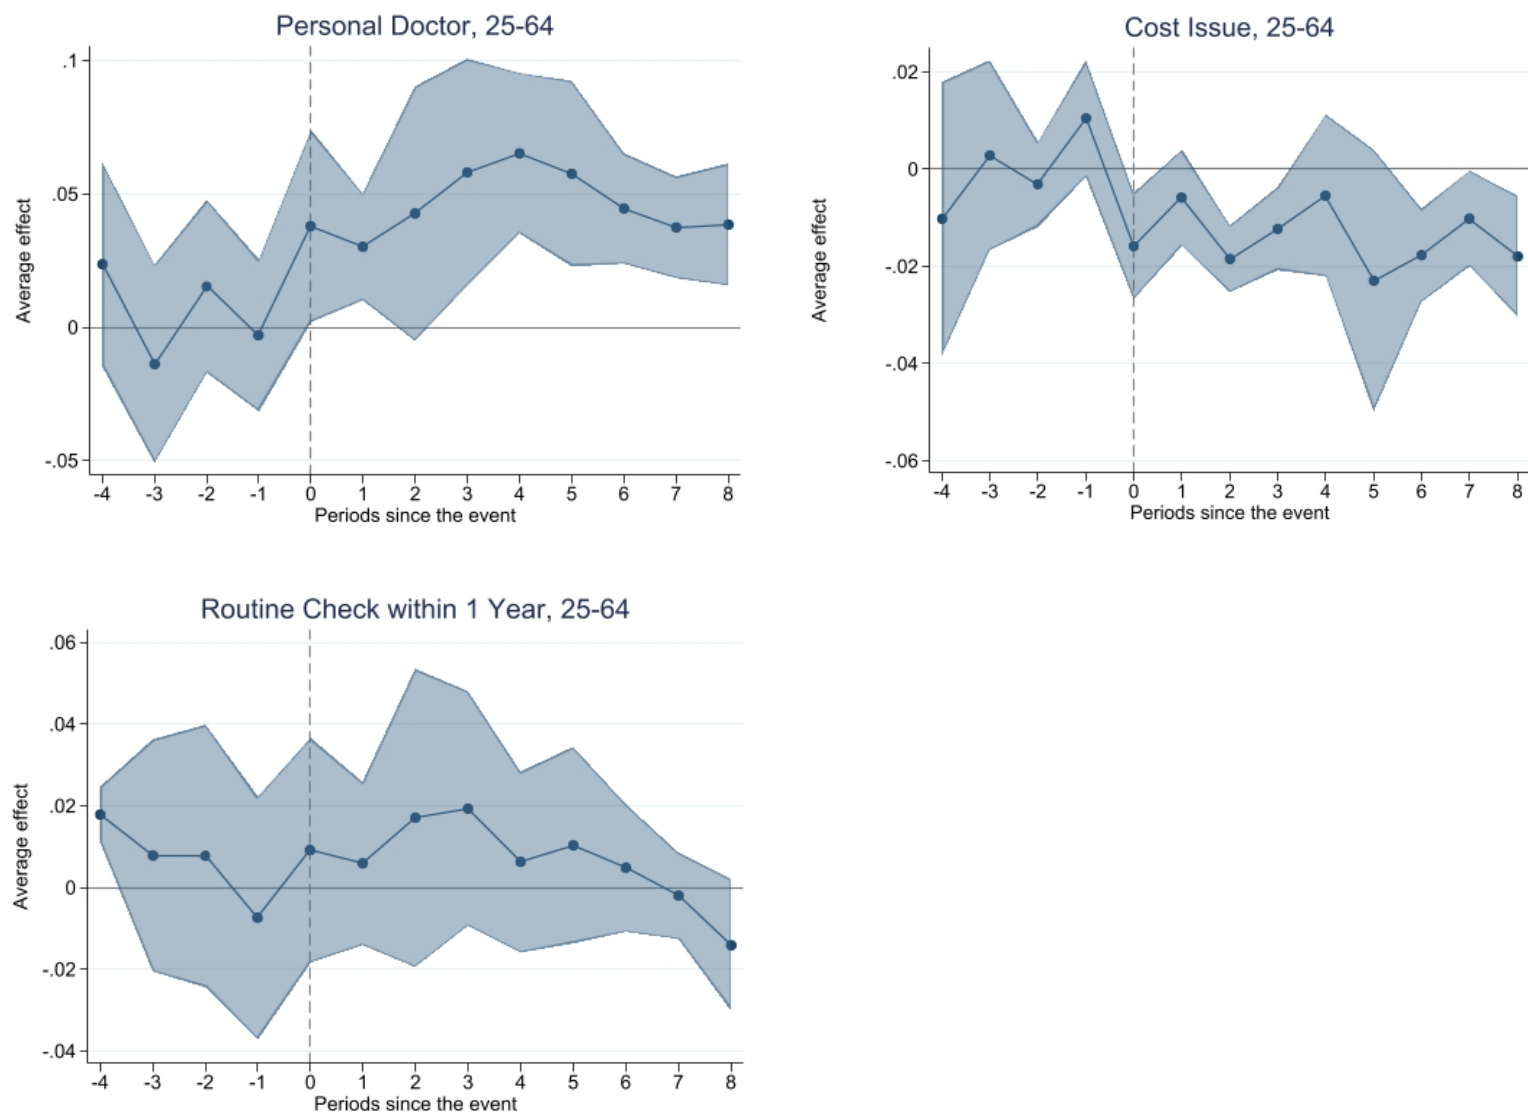 Personal Doctor, 25-64
Average effect
.1
.05
0
-.05
-4 -3 -2 -1 0 1 2 3 4 5 6 7 8
Periods since the event
Cost Issue, 25-64
Average effect
.02
0
-.02
-.04
-.06
-4 -3 -2 -1 0 1 2 3 4 5 6 7 8
Periods since the event
Routine Check within 1 Year, 25-64
Average effect
.06
.04
.02
0
-.02
-.04
-4 -3 -2 -1 0 1 2 3 4 5 6 7 8
Periods since the event